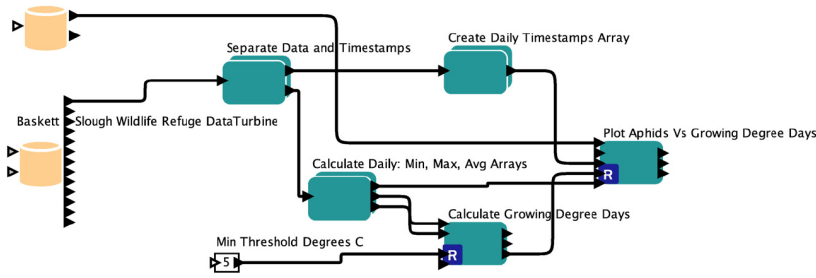 Separate Data and Timestamps
Create Daily Timestamps Array
Baskett Slough Wildlife Refuge DataTurbine
Plot Aphids Vs Growing Degree Days
R
Calculate Daily: Min, Max, Avg Arrays
Calculate Growing Degree Days
Min Threshold Degrees C
R
5